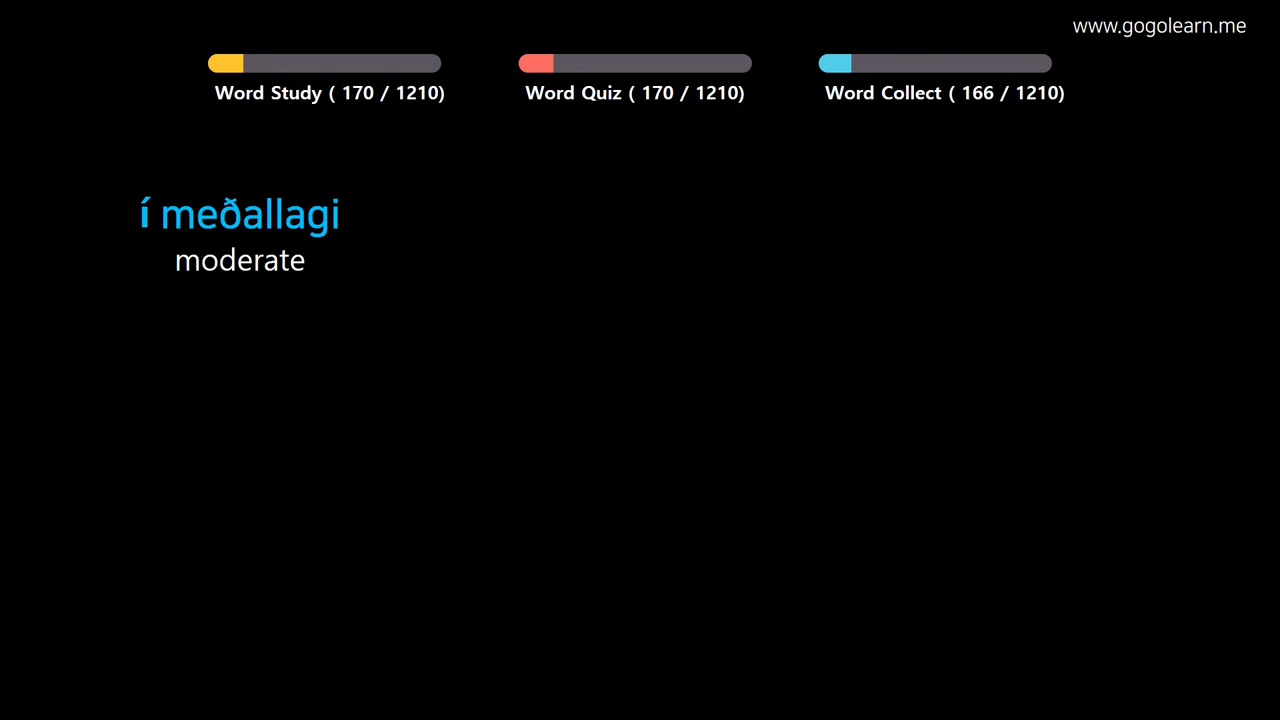 www.gogolearn.me
Word Study ( 170 / 1210)
Word Quiz ( 170 / 1210)
Word Collect ( 166 / 1210)
í meðallagi
moderate